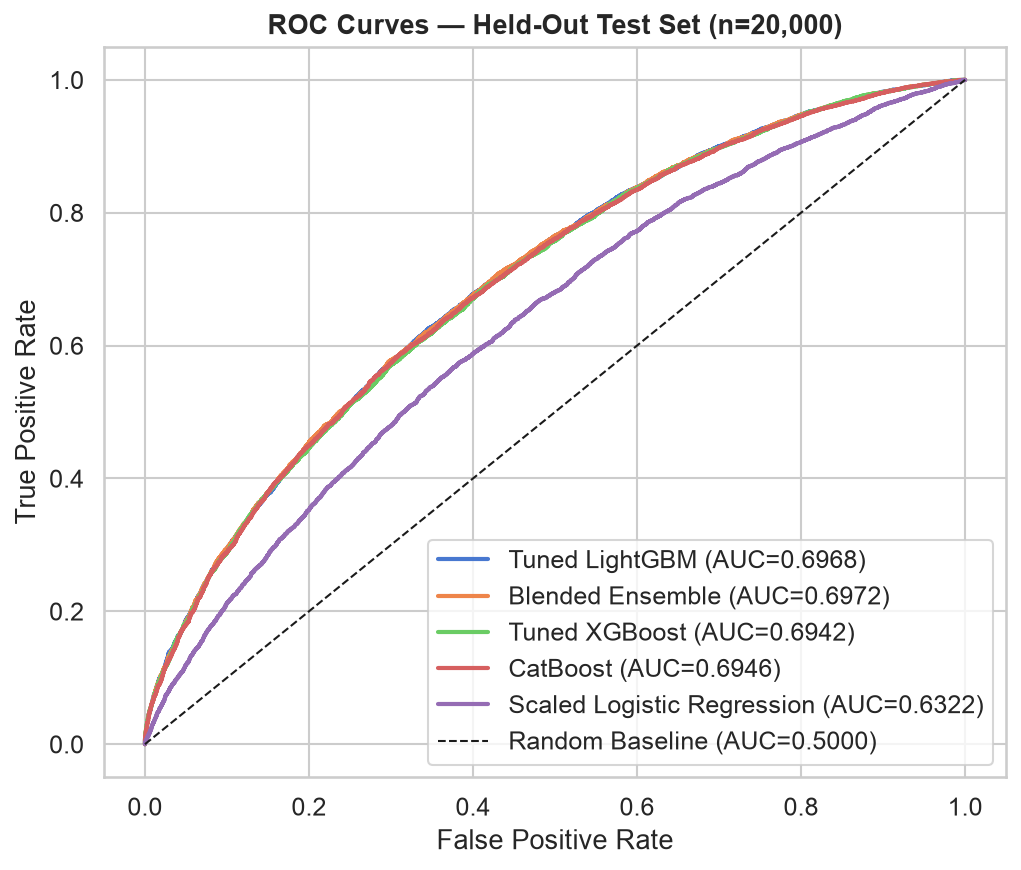 ROC Curves — Held-Out Test Set (n=20,000)
True Positive Rate
1.0
0.8
0.6
0.4
0.2
0.0
0.0 0.2 0.4 0.6 0.8 1.0
False Positive Rate
Tuned LightGBM (AUC=0.6968)
Blended Ensemble (AUC=0.6972)
Tuned XGBoost (AUC=0.6942)
CatBoost (AUC=0.6946)
Scaled Logistic Regression (AUC=0.6322)
Random Baseline (AUC=0.5000)